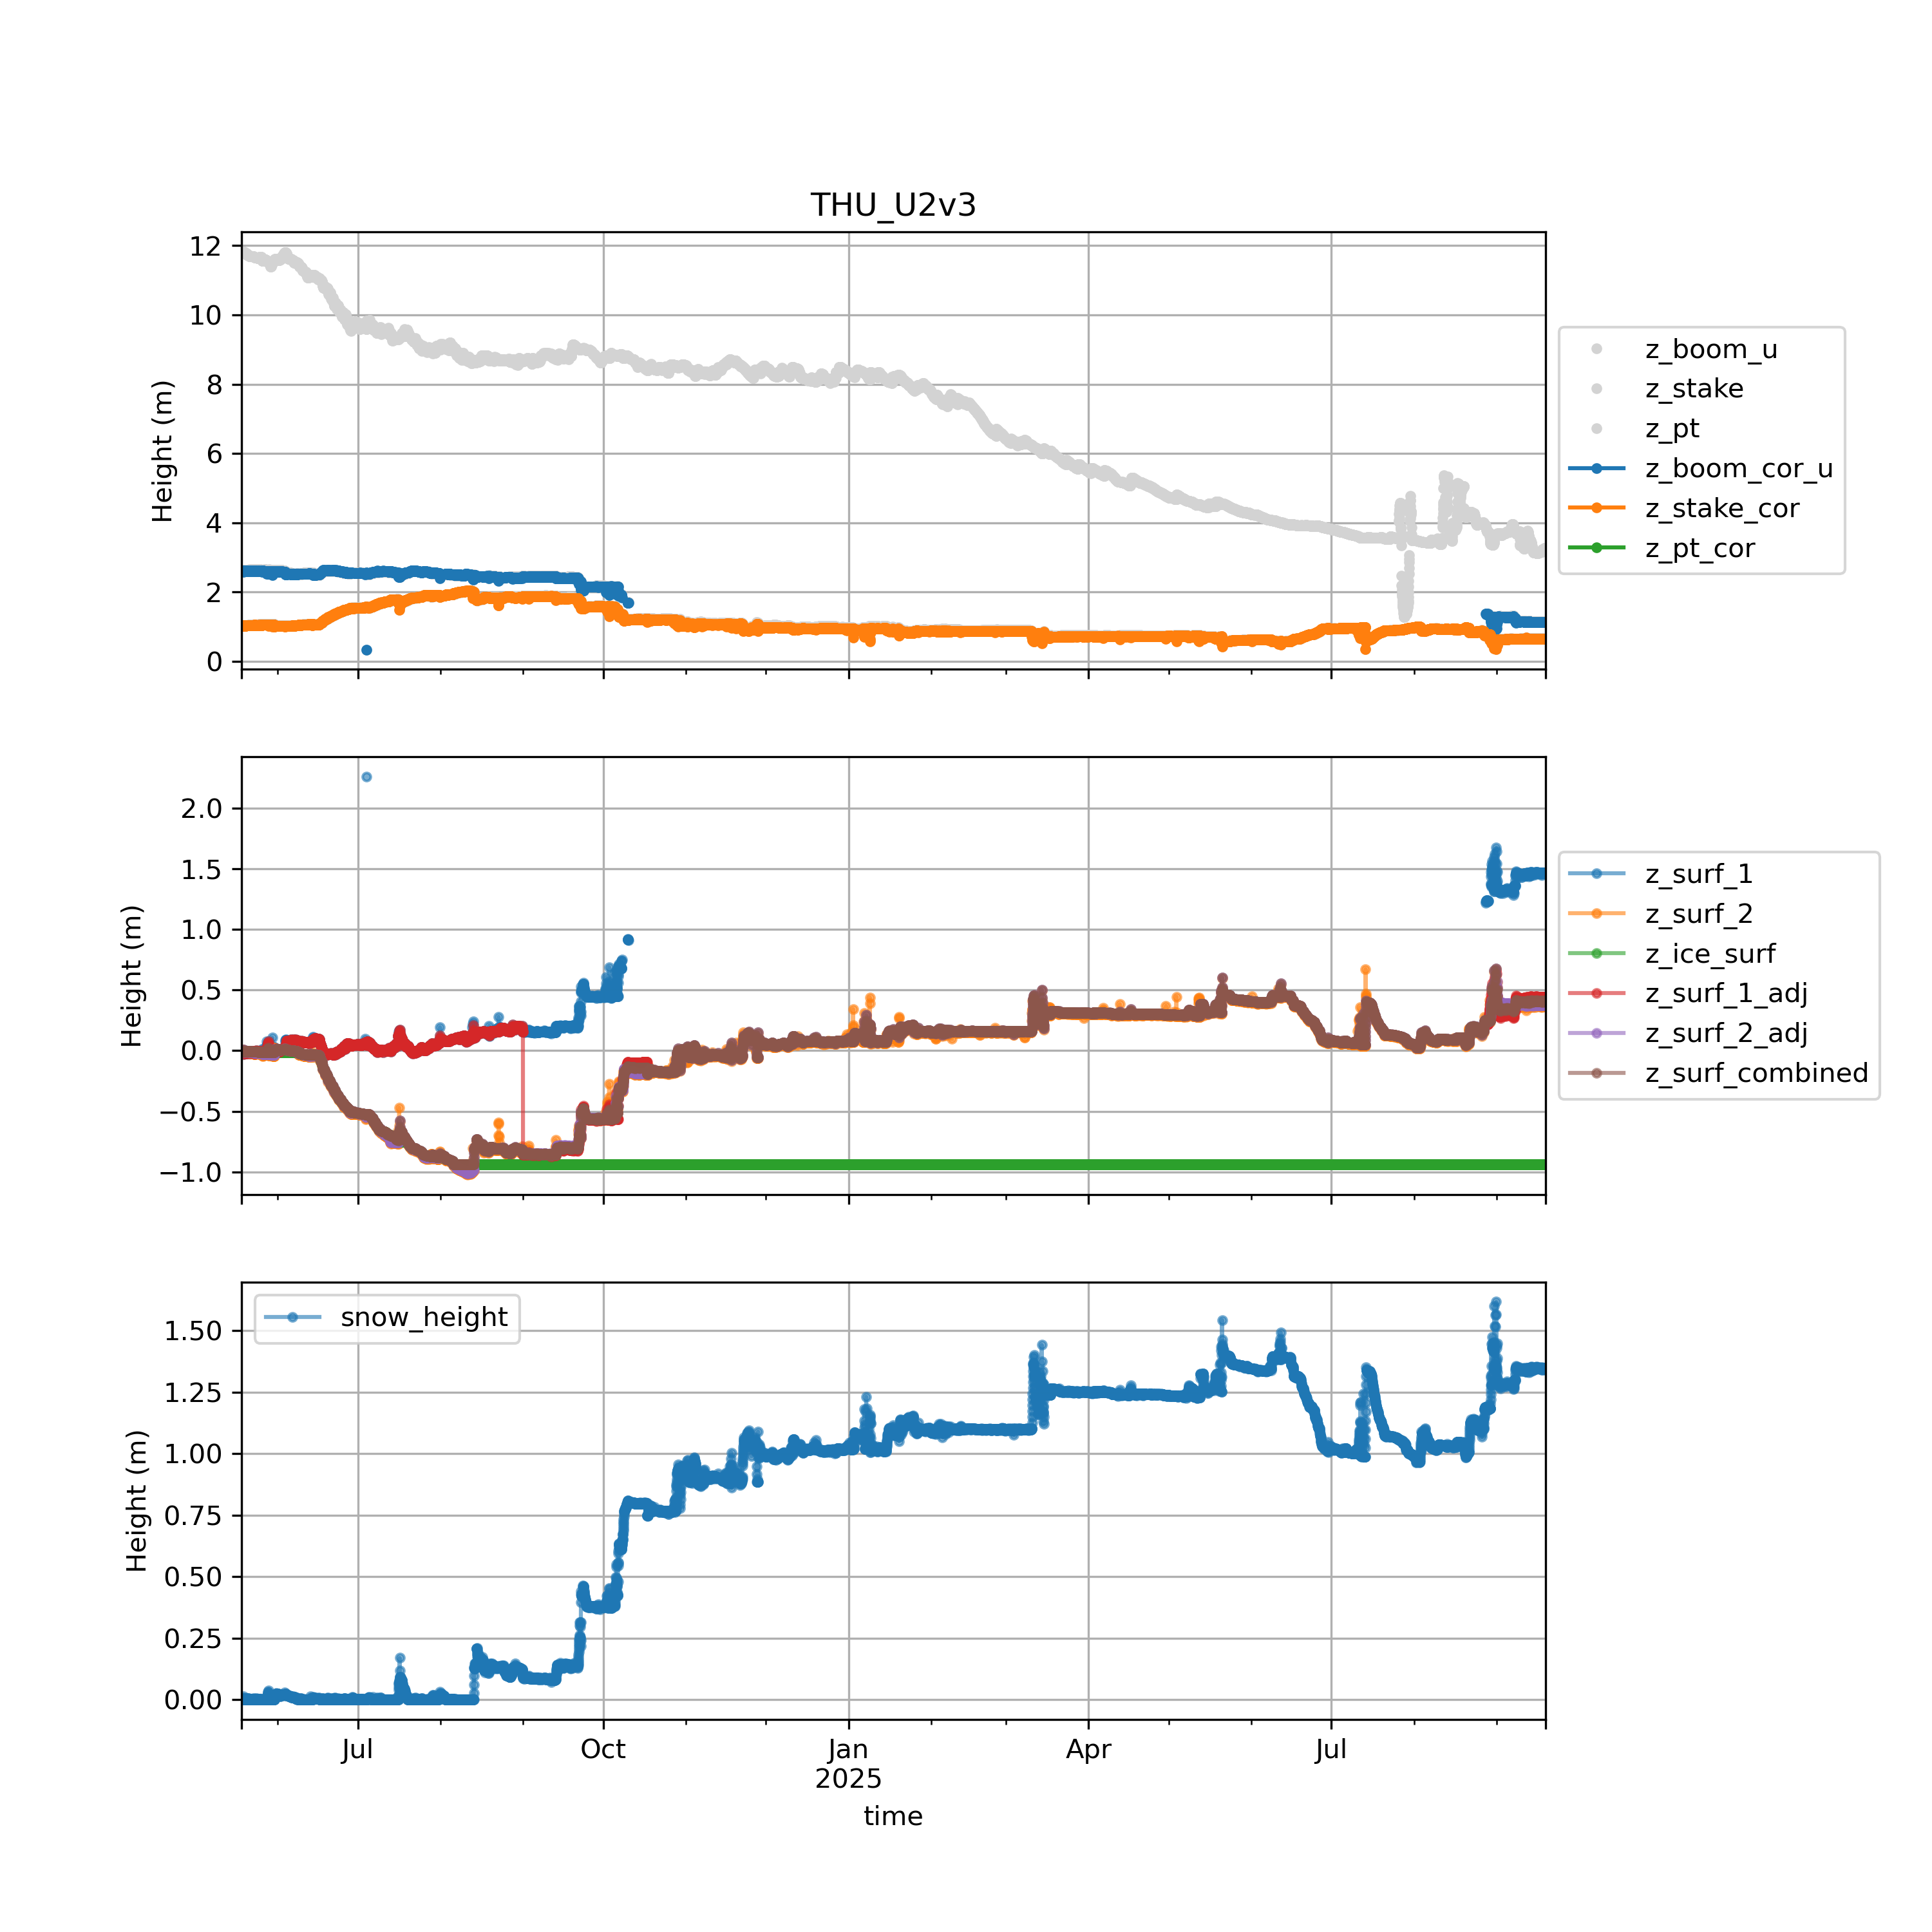 THU_U2v3
12
10
8
6
4
2
0
Height (m)
z_boom_u
z_stake
z_pt
z_boom_cor_u
z_stake_cor
z_pt_cor
2.0
1.5
1.0
0.5
0.0
−0.5
−1.0
Height (m)
z_surf_1
z_surf_2
z_ice_surf
z_surf_1_adj
z_surf_2_adj
z_surf_combined
snow_height
1.50
1.25
1.00
0.75
0.50
0.25
0.00
Height (m)
Jul Oct Jan Apr Jul
2025
time